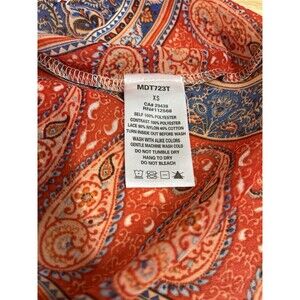 MDT723T
XS
CA# 29438
RN#112568
SELF 100% POLYESTER
CONTRAST 100% POLYESTER
LACE 60% NYLON 40% COTTON
TURN INSIDE OUT BEFORE WASH
WASH WITH ALIKE COLORS
GENTLE MACHINE WASH COLD
DO NOT TUMBLE DRY
HANG TO DRY
DO NOT BLEACH